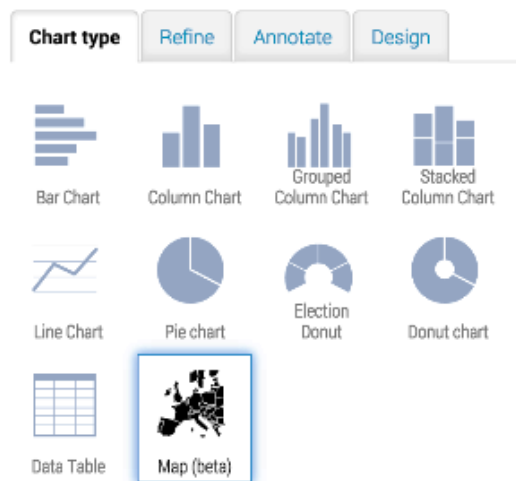 Chart type Refine Annotate Design
Bar Chart Column Chart Grouped Column Chart Stacked Column Chart
Line Chart Pie chart Election Donut Donut chart
Data Table Map (beta)